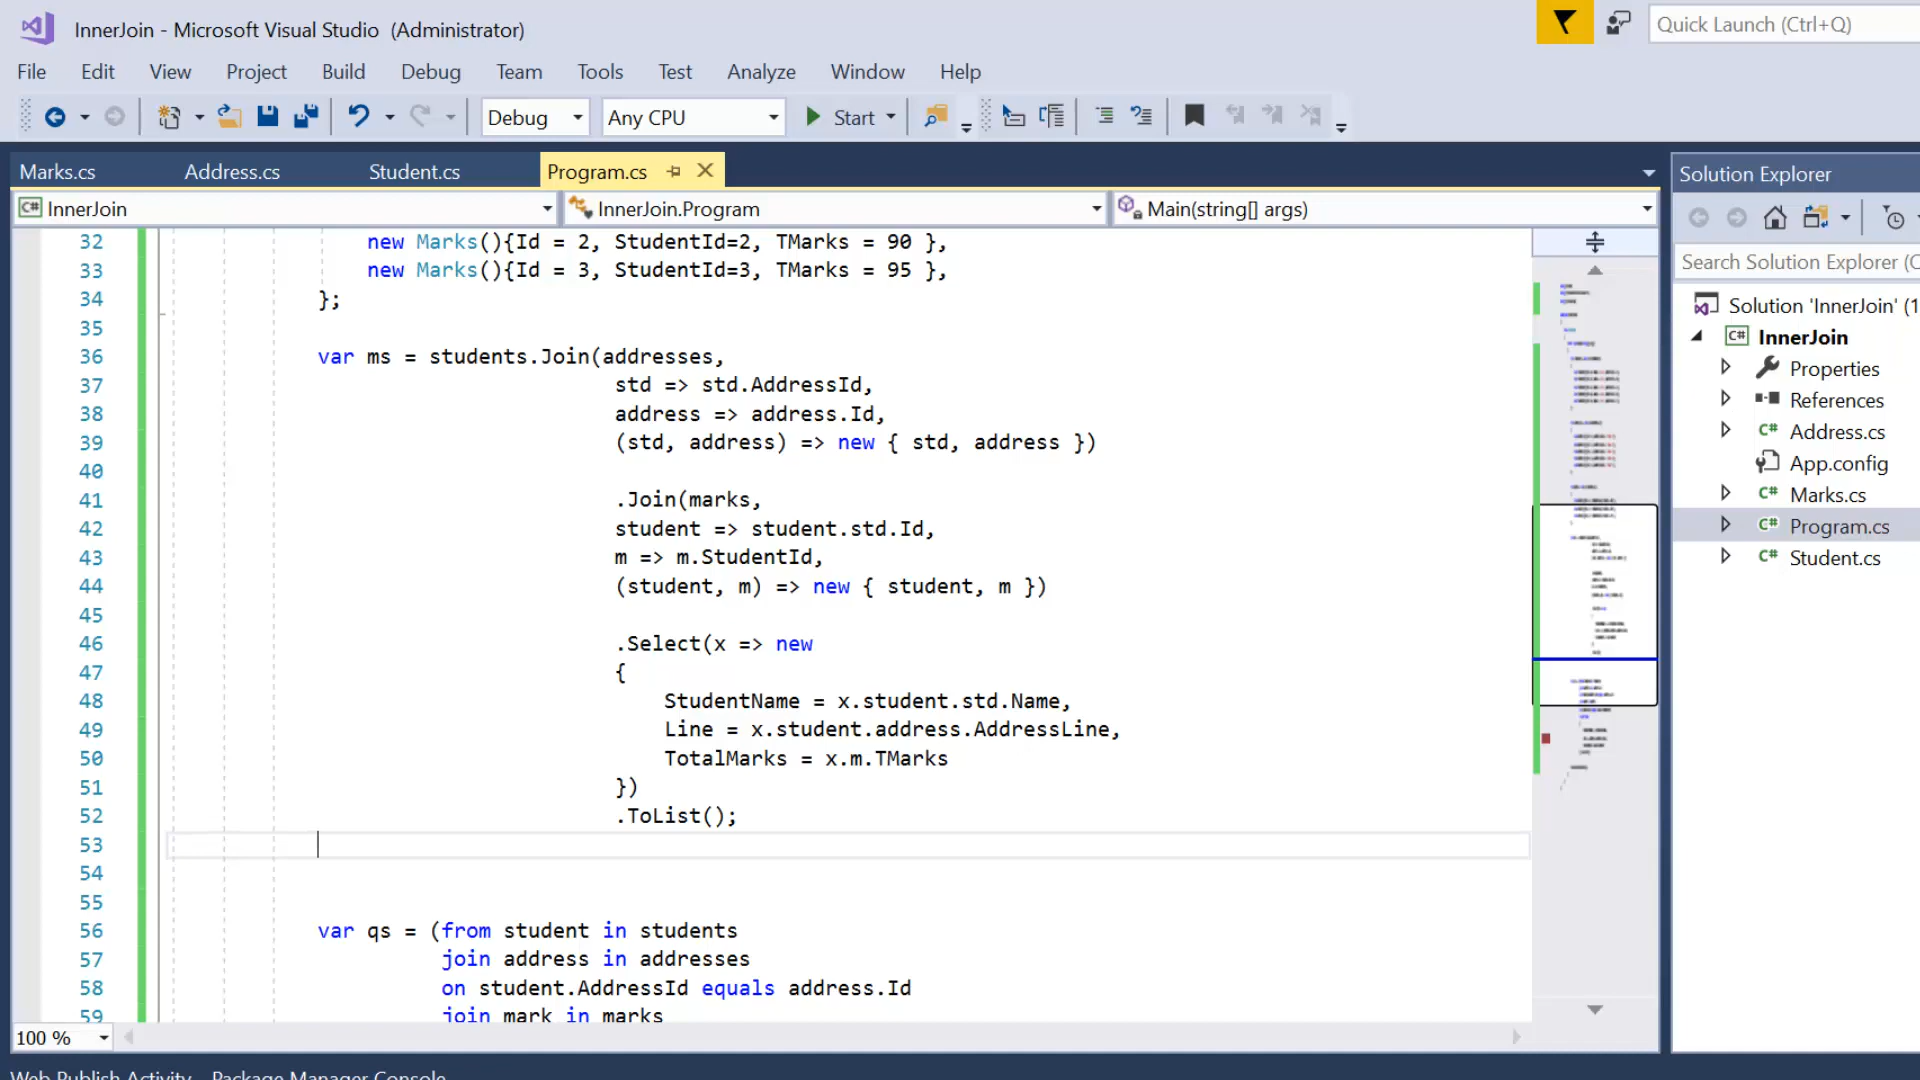 InnerJoin - Microsoft Visual Studio (Administrator)
Quick Launch (Ctrl+Q)
File Edit View Project Build Debug Team Tools Test Analyze Window Help
Debug Any CPU Start
Marks.cs Address.cs Student.cs Program.cs
Solution Explorer
C# InnerJoin InnerJoin.Program Main(string[] args)
Search Solution Explorer (C
32 new Marks(){Id = 2, StudentId=2, TMarks = 90 },
33 new Marks(){Id = 3, StudentId=3, TMarks = 95 },
34 };
35
36 var ms = students.Join(addresses,
37 std => std.AddressId,
38 address => address.Id,
39 (std, address) => new { std, address })
40
41 .Join(marks,
42 student => student.std.Id,
43 m => m.StudentId,
44 (student, m) => new { student, m })
45
46 .Select(x => new
47 {
48 StudentName = x.student.std.Name,
49 Line = x.student.address.AddressLine,
50 TotalMarks = x.m.TMarks
51 })
52 .ToList();
53
54
55
56 var qs = (from student in students
57 join address in addresses
58 on student.AddressId equals address.Id
59 join mark in marks
100 %
Solution 'InnerJoin' (1
C# InnerJoin
Properties
References
C# Address.cs
App.config
C# Marks.cs
C# Program.cs
C# Student.cs
Web Publish Activity Package Manager Console